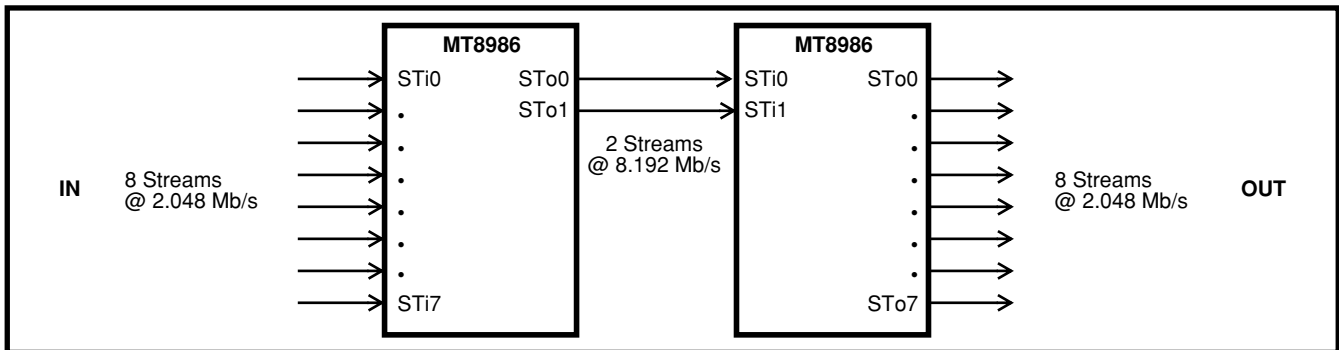 MT8986
MT8986
STi0
STo0
STi0
STo0
.
STo1
STi1
.
.
.
2 Streams
@ 8.192 Mb/s
.
.
IN
8 Streams
@ 2.048 Mb/s
8 Streams
@ 2.048 Mb/s
OUT
.
.
.
.
.
.
STi7
STo7